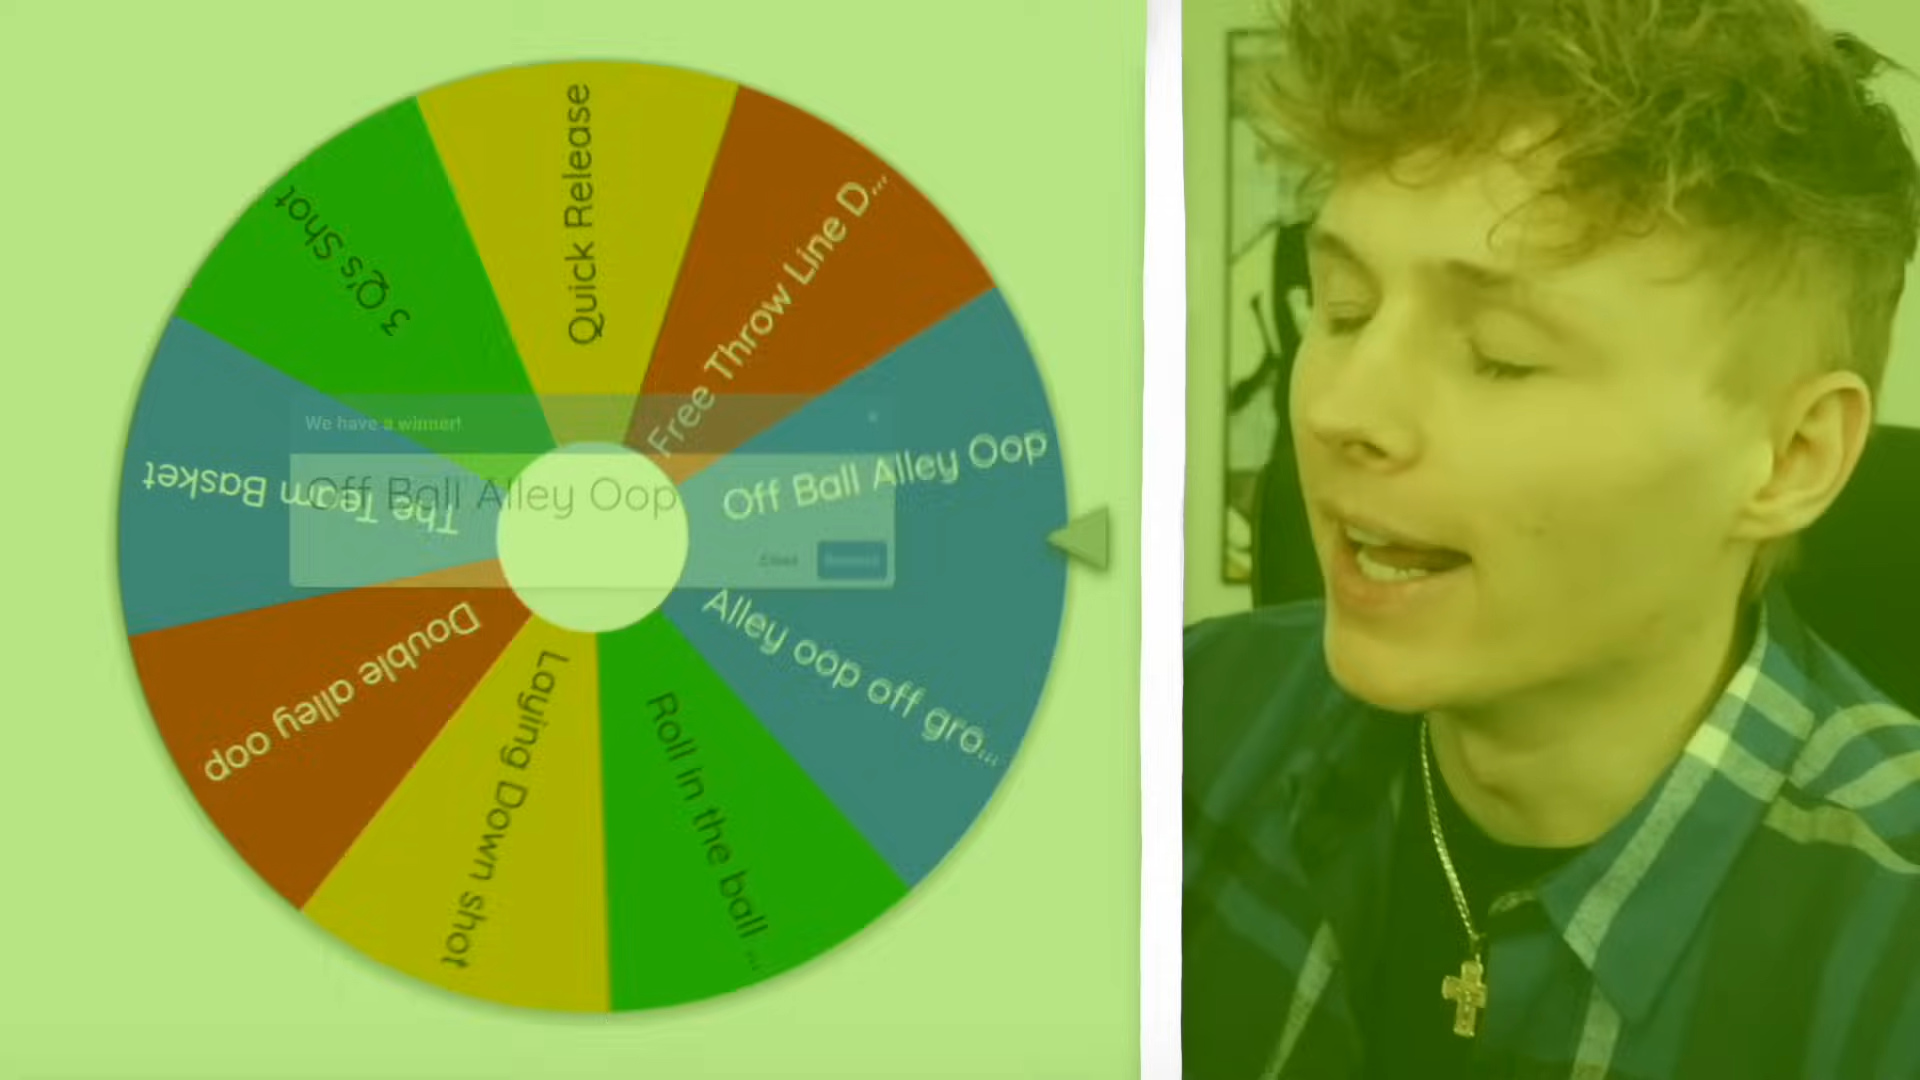 Quick Release
Free Throw Line D...
3 Q's Shot
Off Ball Alley Oop
We have a winner!
Off Ball Alley Oop
The Team Basket
Close
Alley oop off gro...
Double alley oop
Laying Down shot
Roll in the ball ...